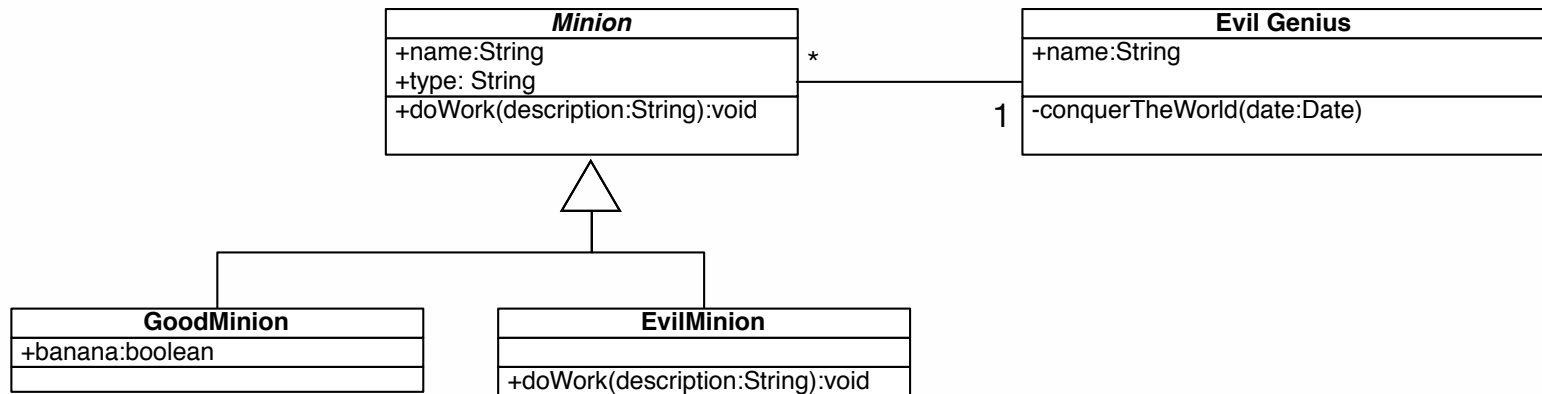 Minion
+name:String
+type: String
+doWork(description:String):void
*
1
Evil Genius
+name:String
-conquerTheWorld(date:Date)
GoodMinion
+banana:boolean
EvilMinion
+doWork(description:String):void